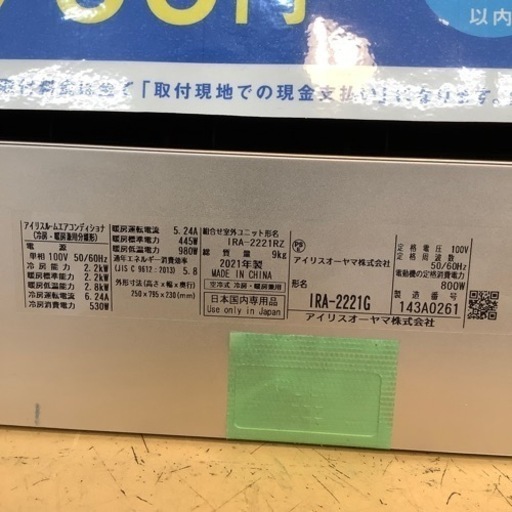 円
以内
「取付現地での現金支払い」になります。
アイリスルームエアコンディショナ
(冷房・暖房兼用分離形)
電源
単相 100V 50/60Hz
冷房能力 2.2kW
暖房標準能力 2.2kW
暖房低温能力 2.8kW
冷房運転電流 6.24A
冷房消費電力 530W
暖房運転電流 5.24A
暖房標準電力 445W
暖房低温電力 980W
通年エネルギー消費効率
(JIS C 9612:2013) 5.8
外形寸法(高さ×幅×奥)
250×795×230(mm)
組合せ室外ユニット形名
IRA-2221RZ
総質量 9kg
2021年製
MADE IN CHINA
空冷式 冷房・暖房兼用
日本国内専用品
Use only in Japan
PS
E
アイリスオーヤマ株式会社
形名
IRA-2221G
アイリスオーヤマ株式会社
定格電圧 100V
定格周波数
50/60Hz
電動機の定格消費電力
800W
製造番号
143A0261